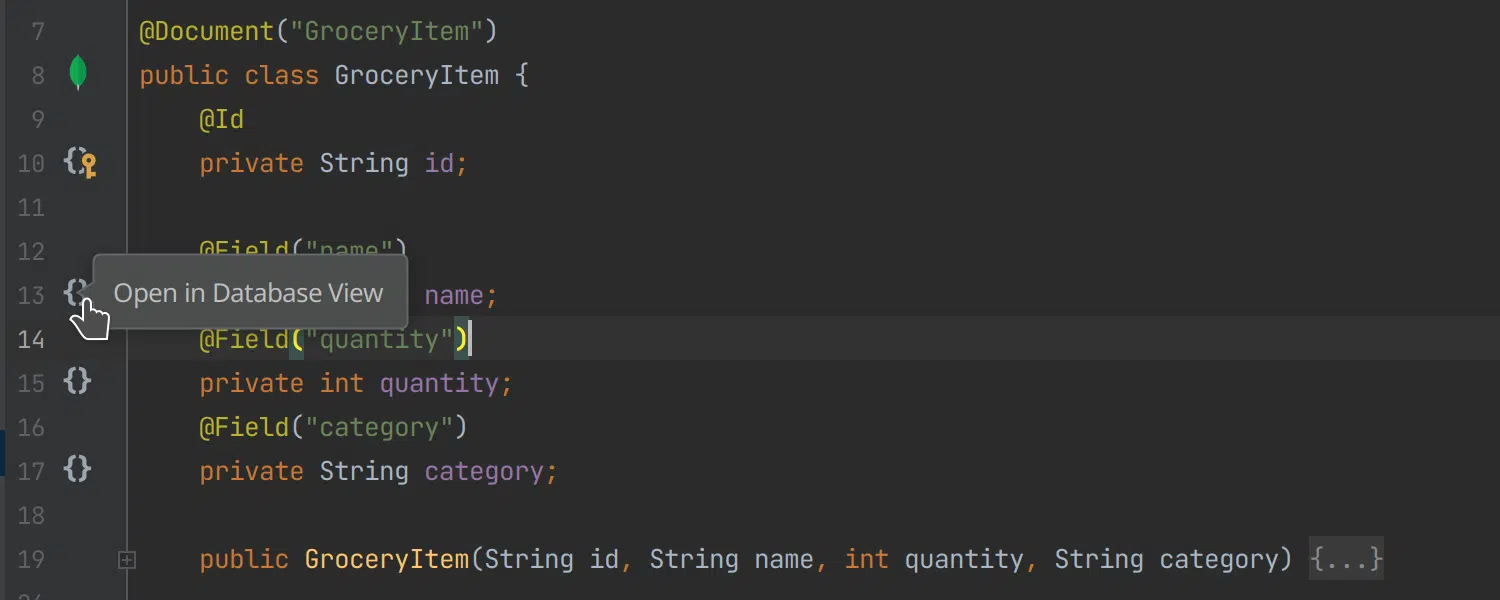 7 @Document("GroceryItem")
8 public class GroceryItem {
9 @Id
10 private String id;
11
12 @Field("name")
13 Open in Database View name;
14 @Field("quantity")
15 private int quantity;
16 @Field("category")
17 private String category;
18
19 public GroceryItem(String id, String name, int quantity, String category) {...}